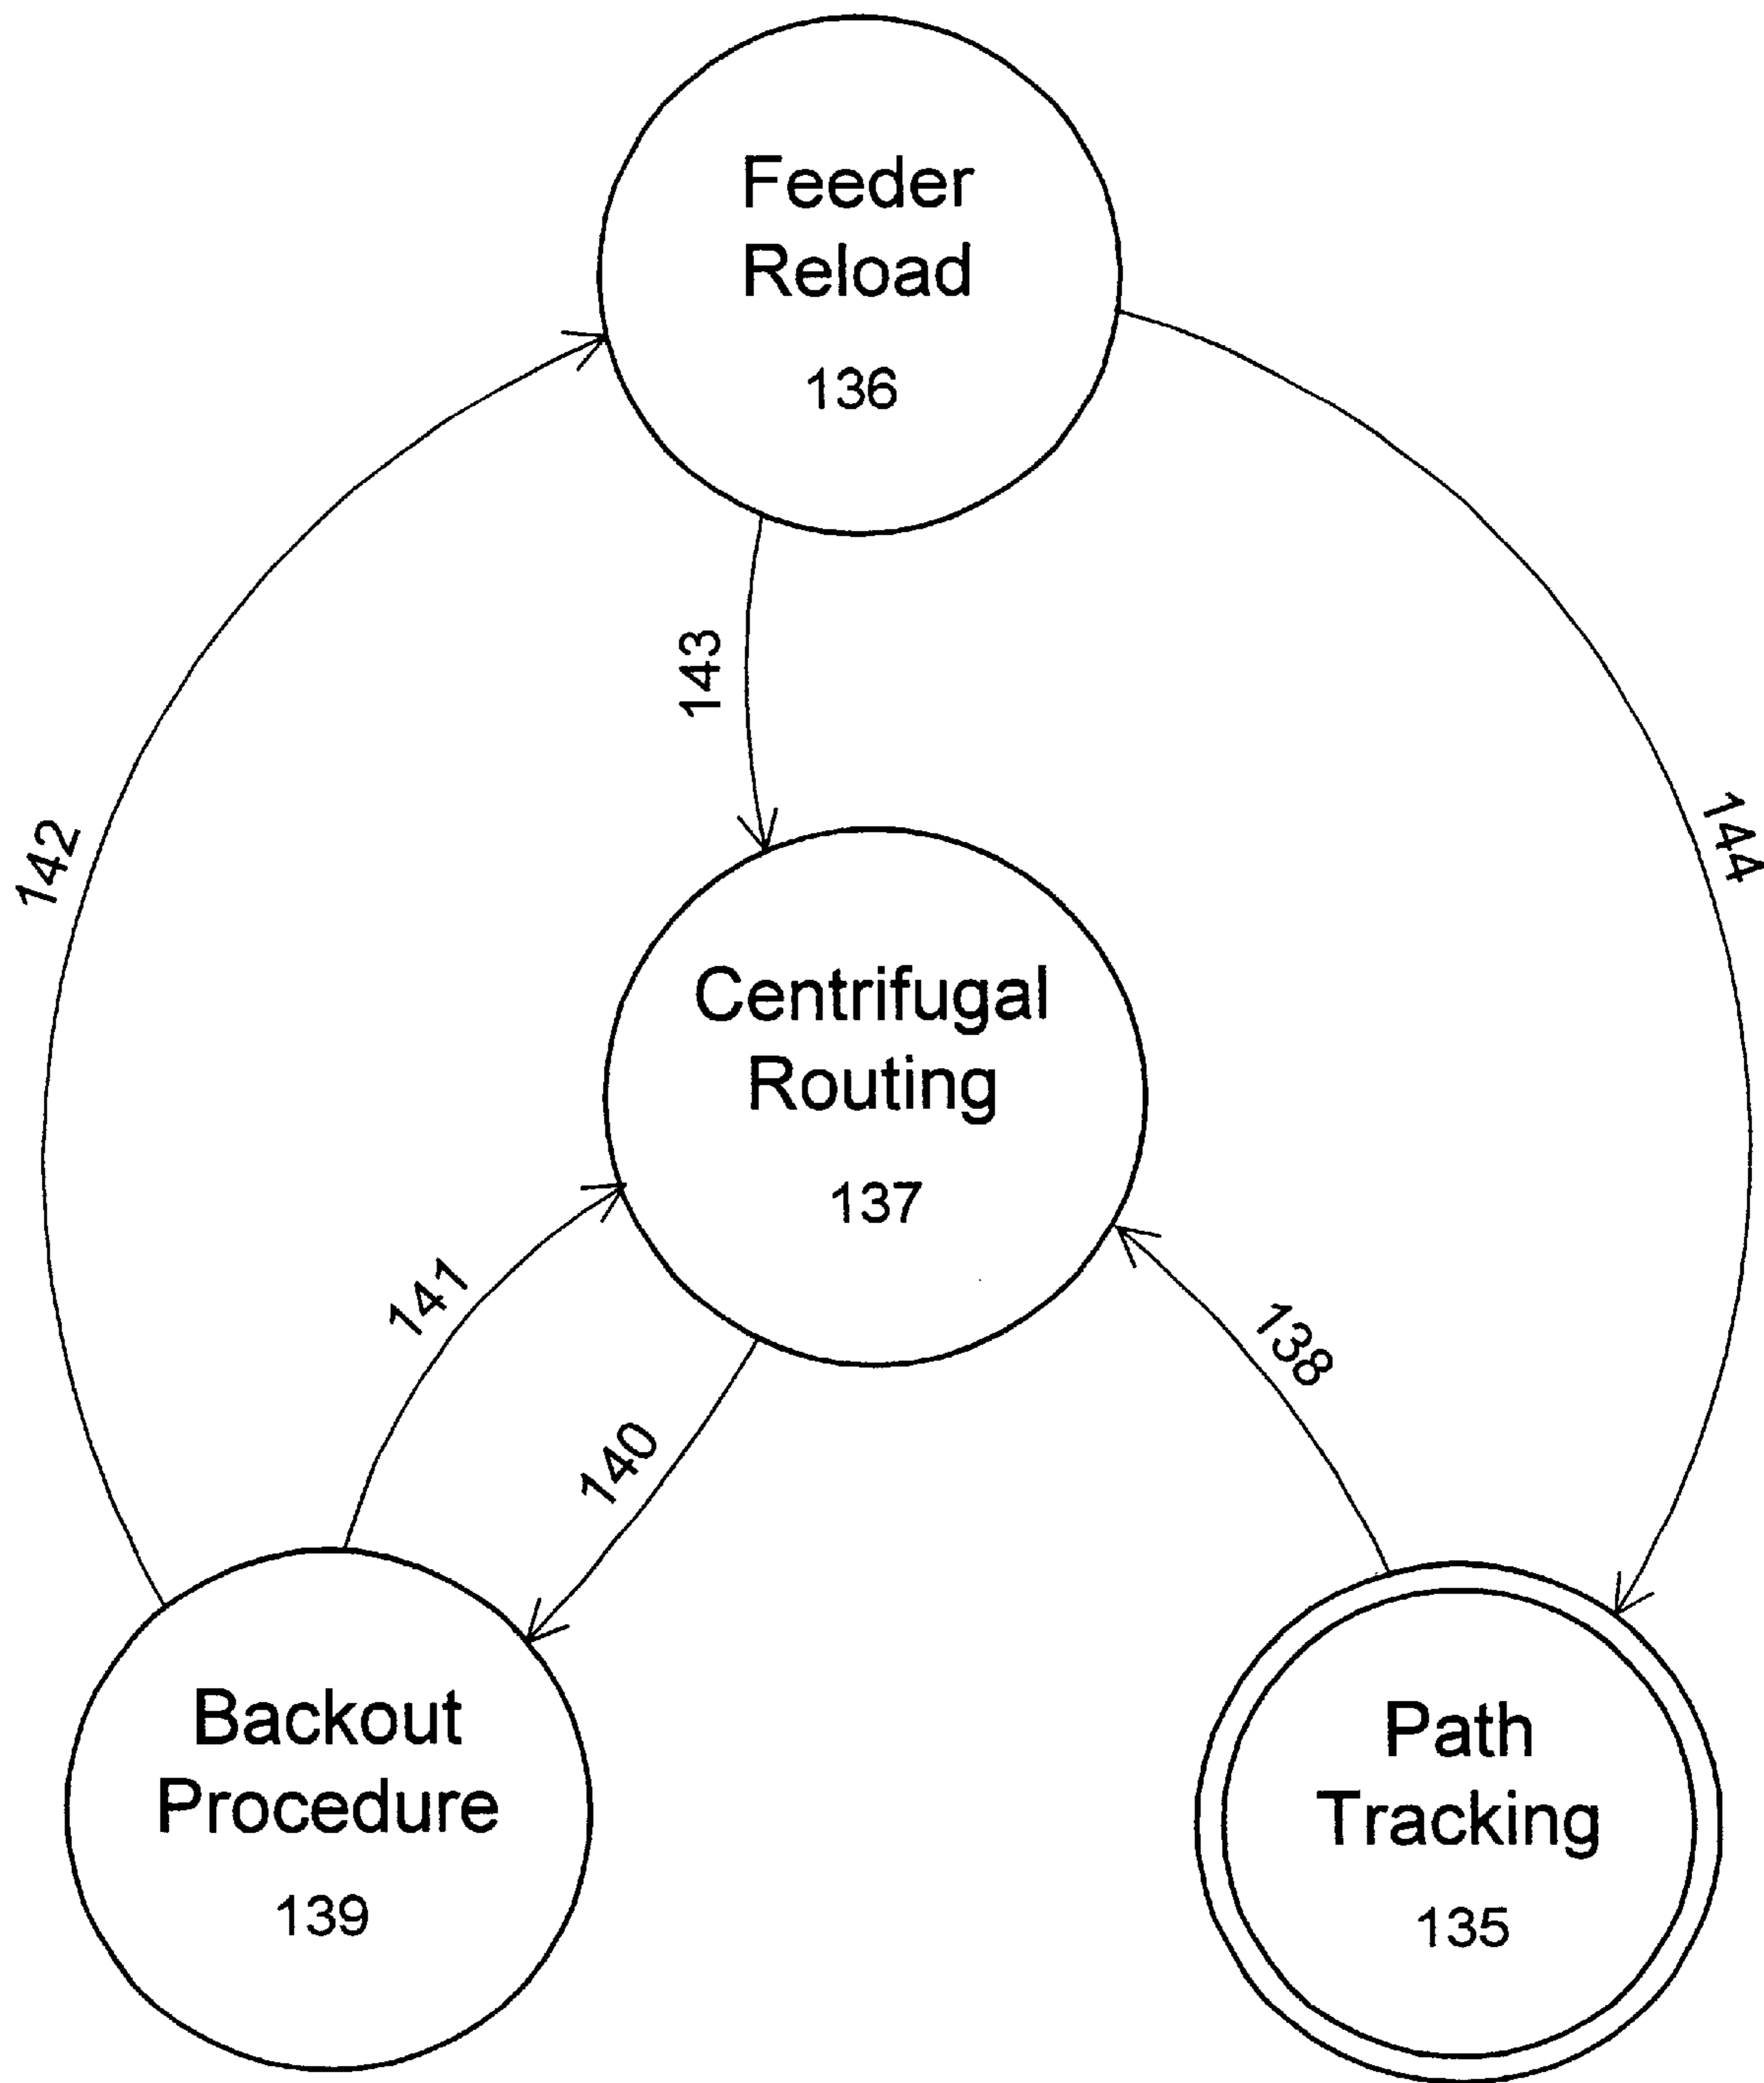 Feeder
Reload
136
143
142
144
Centrifugal
Routing
137
141
138
140
Backout
Procedure
139
Path
Tracking
135